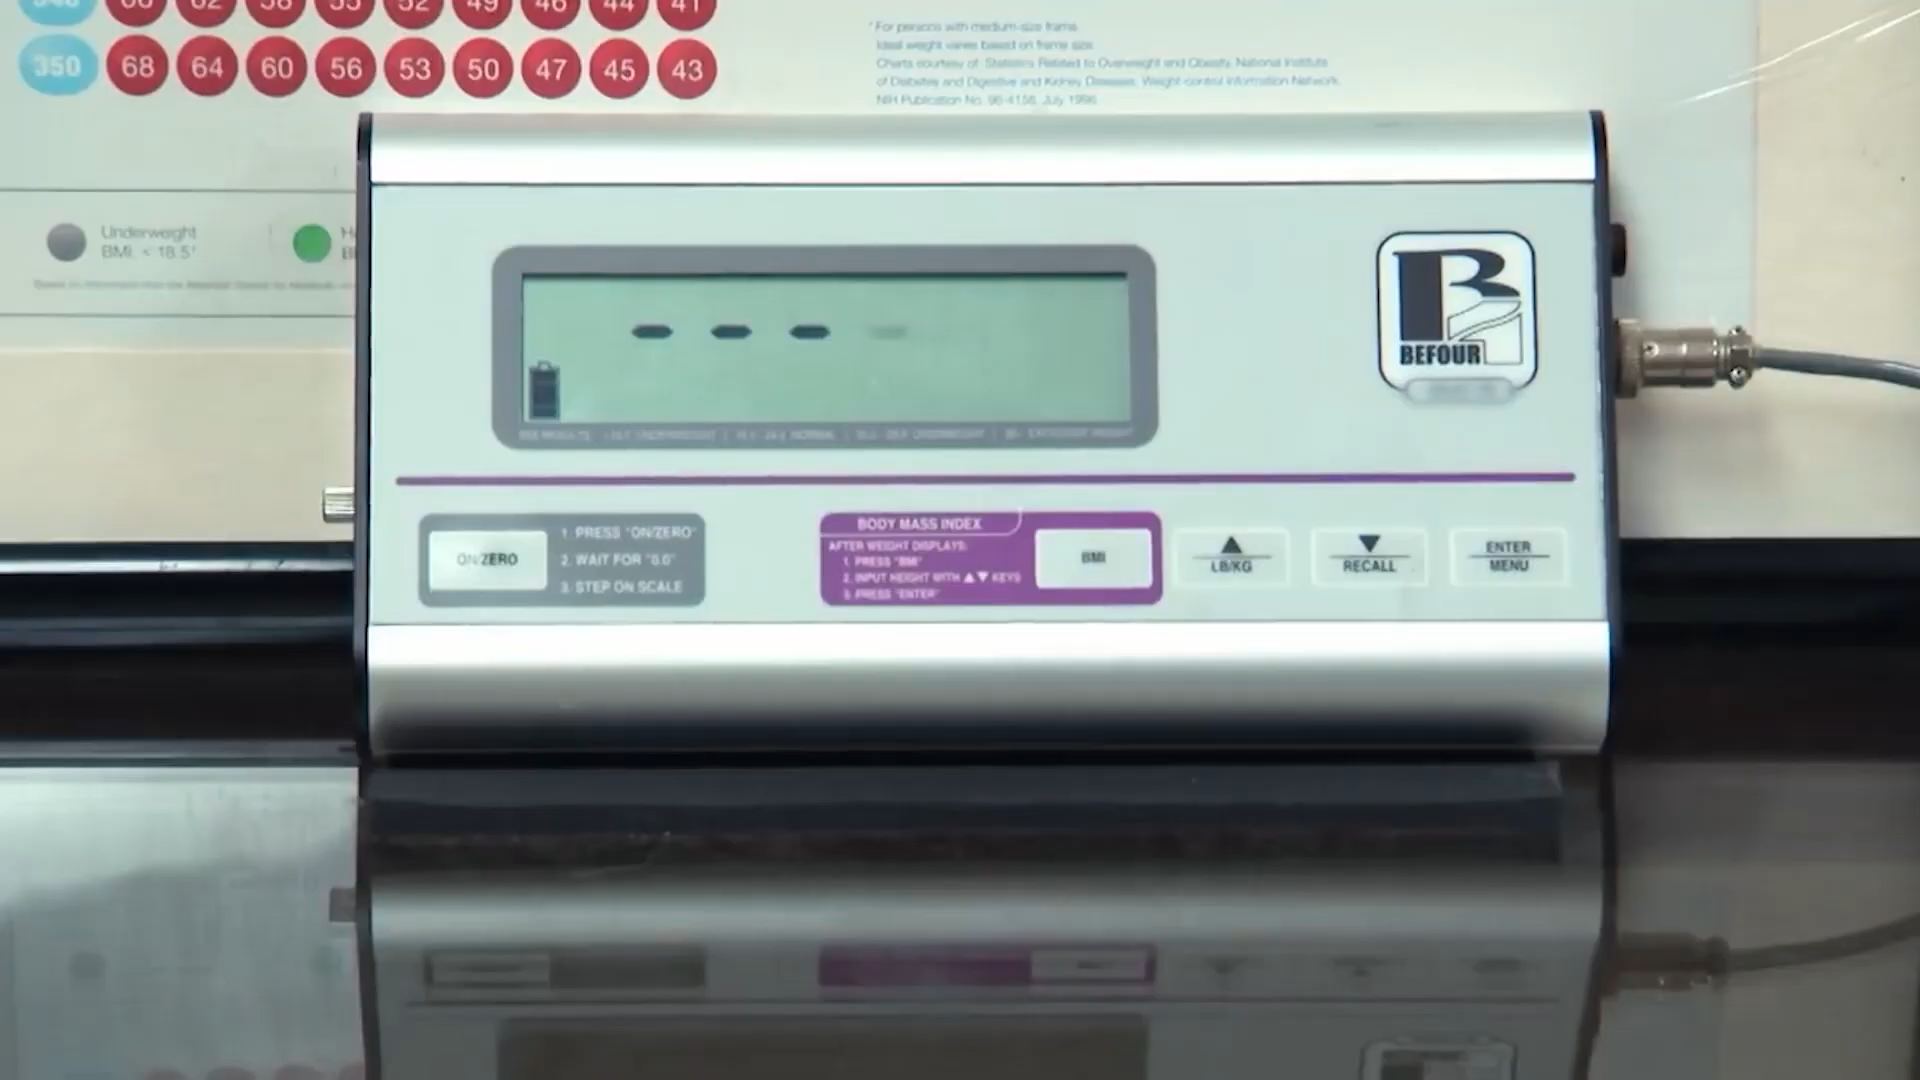 350 68 64 60 56 53 50 47 45 43
* For persons with medium-size frame.
Ideal weight varies based on frame size.
Charts courtesy of: Statistics Related to Overweight and Obesity, National Institute
of Diabetes and Digestive and Kidney Diseases, Weight-control Information Network,
NIH Publication No. 96-4158, July 1996.
Underweight
BMI. < 18.5*
BEFOUR
- - -
ON/ZERO
1. PRESS "ON/ZERO"
2. WAIT FOR "0.0"
3. STEP ON SCALE
BODY MASS INDEX
AFTER WEIGHT DISPLAYS:
1. PRESS "BMI"
2. INPUT HEIGHT WITH ▲▼ KEYS
3. PRESS "ENTER"
BMI
▲
LB/KG
▼
RECALL
ENTER
MENU